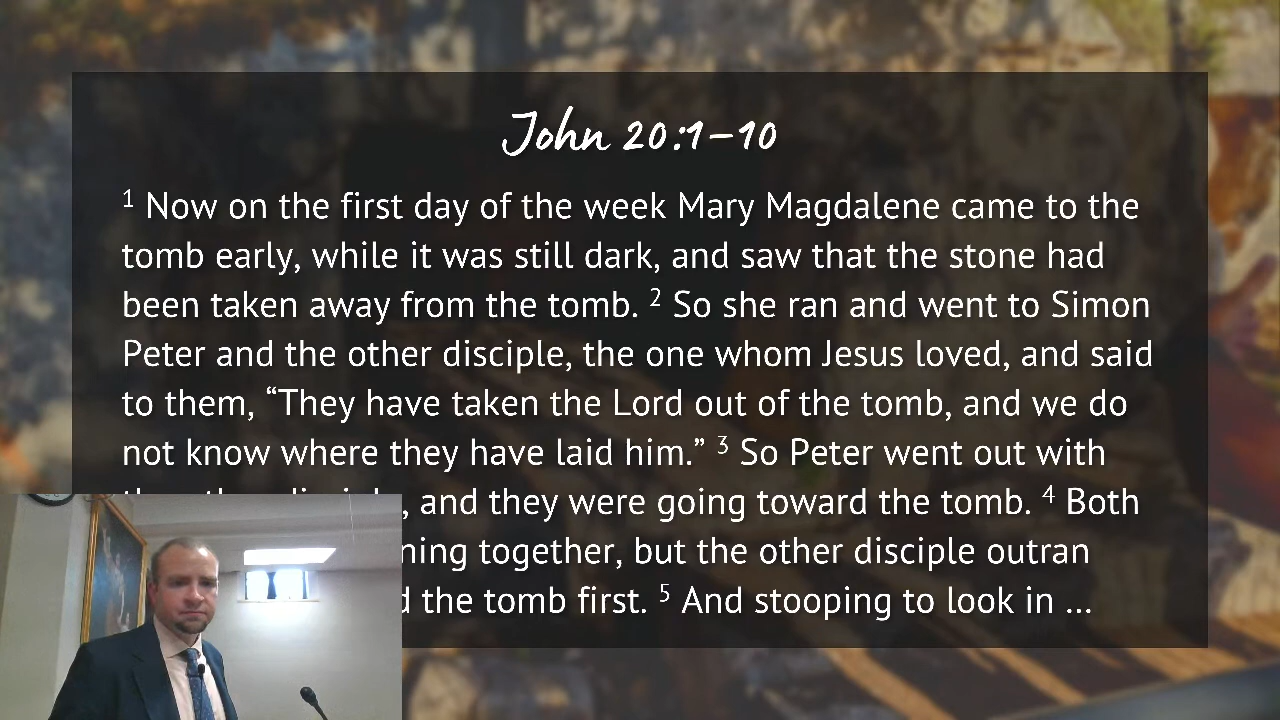 John 20:1–10
1 Now on the first day of the week Mary Magdalene came to the
tomb early, while it was still dark, and saw that the stone had
been taken away from the tomb. 2 So she ran and went to Simon
Peter and the other disciple, the one whom Jesus loved, and said
to them, “They have taken the Lord out of the tomb, and we do
not know where they have laid him.” 3 So Peter went out with
, and they were going toward the tomb. 4 Both
ning together, but the other disciple outran
the tomb first. 5 And stooping to look in ...